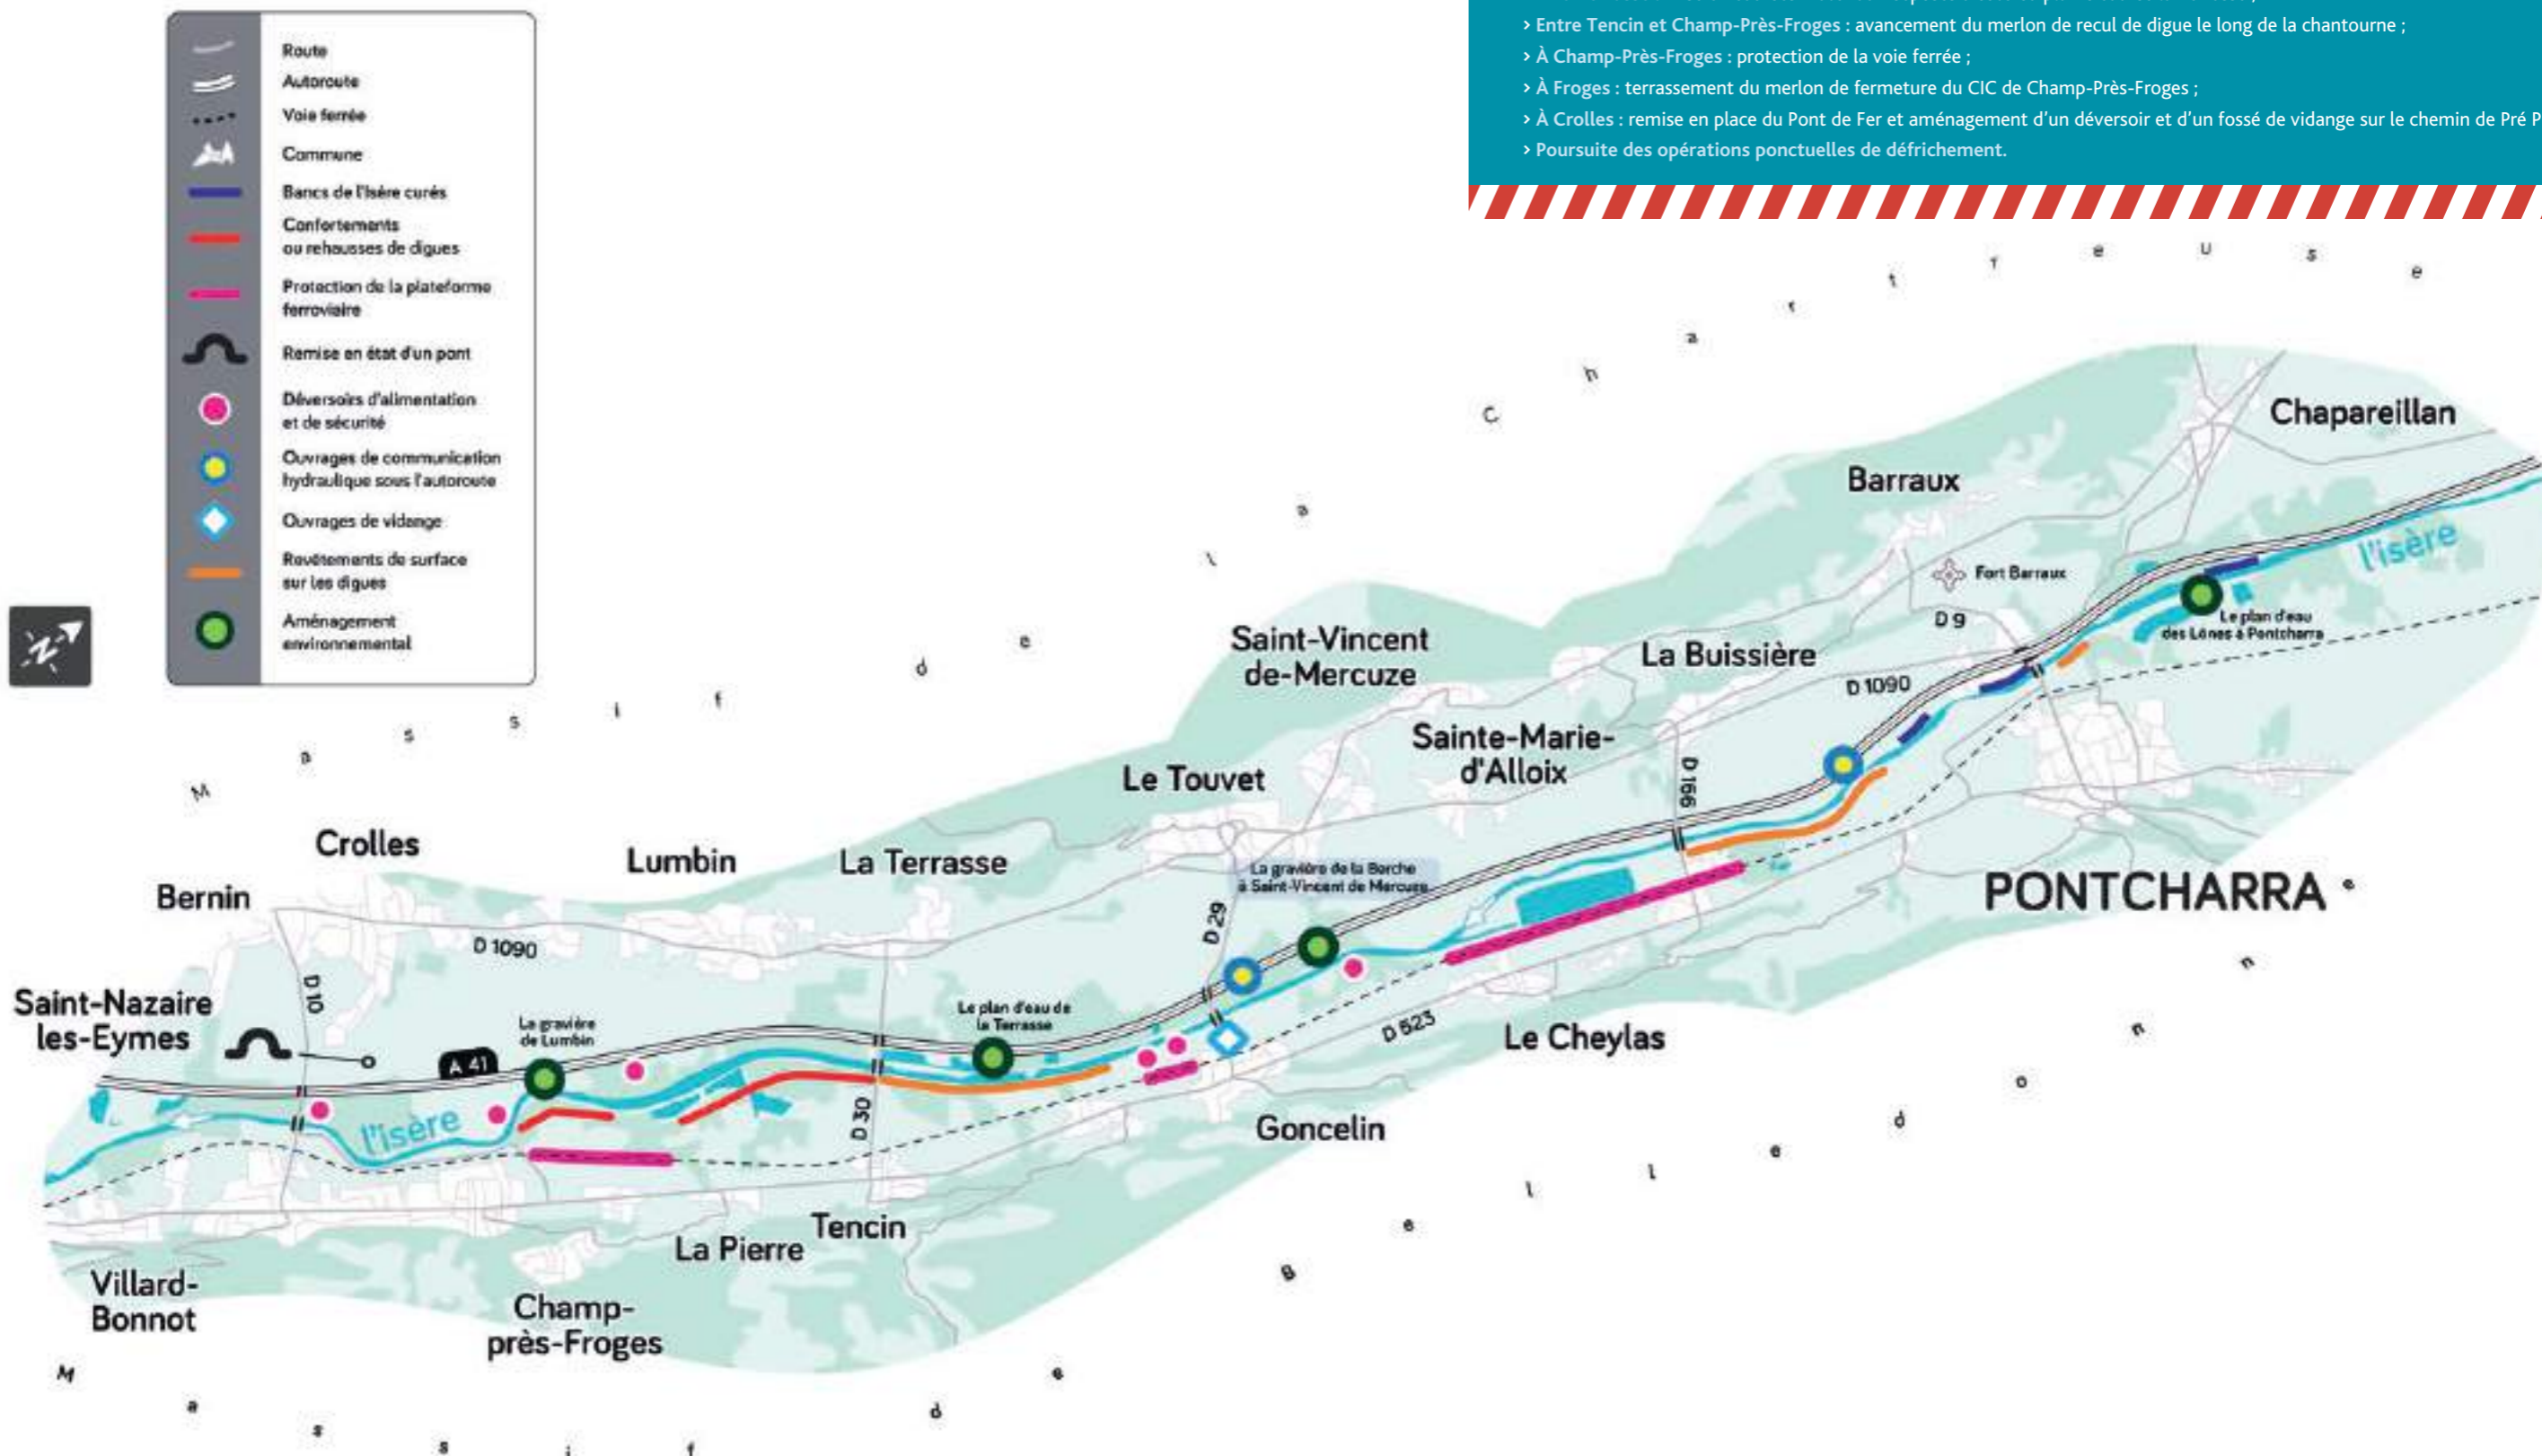 > Entre Tencin et Champ-Près-Froges : avancement du merlon de recul de digue le long de la chantourne ;
> À Champ-Près-Froges : protection de la voie ferrée ;
> À Froges : terrassement du merlon de fermeture du CIC de Champ-Près-Froges ;
> À Crolles : remise en place du Pont de Fer et aménagement d'un déversoir et d'un fossé de vidange sur le chemin de Pré P
> Poursuite des opérations ponctuelles de défrichement.
Route
Autoroute
Voie ferrée
Commune
Bancs de l'Isère curés
Confortements
ou rehausses de digues
Protection de la plateforme
ferroviaire
Remise en état d'un pont
Déversoirs d'alimentation
et de sécurité
Ouvrages de communication
hydraulique sous l'autoroute
Ouvrages de vidange
Revêtements de surface
sur les digues
Aménagement
environnemental
N
Massif de la Chartreuse
Chapareillan
Barraux
Fort Barraux
l'isère
D 9
Le plan d'eau
des Lônes à Pontcharra
Saint-Vincent
de-Mercuze
La Buissière
D 1090
Sainte-Marie-
d'Alloix
D 166
Le Touvet
Crolles
Lumbin
La Terrasse
La gravière de la Berche
à Saint-Vincent de Mercuze
PONTCHARRA
Bernin
D 29
D 1090
Saint-Nazaire
les-Eymes
D 10
La gravière
de Lumbin
Le plan d'eau de
la Terrasse
D 523
Le Cheylas
A 41
l'isère
D 30
Goncelin
Tencin
La Pierre
Villard-
Bonnot
Champ-
près-Froges
Massif de Belledonne